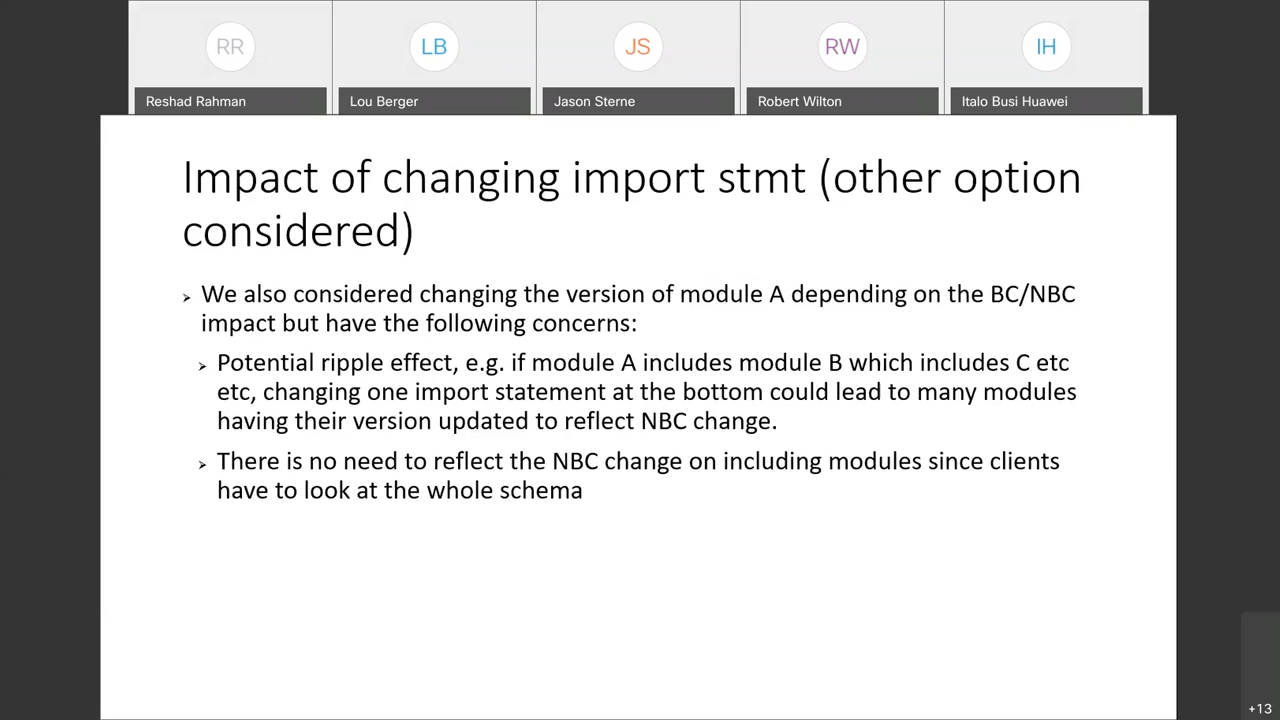 RR
LB
JS
RW
IH
Reshad Rahman
Lou Berger
Jason Sterne
Robert Wilton
Italo Busi Huawei
Impact of changing import stmt (other option
considered)
We also considered changing the version of module A depending on the BC/NBC
impact but have the following concerns:
Potential ripple effect, e.g. if module A includes module B which includes C etc
etc, changing one import statement at the bottom could lead to many modules
having their version updated to reflect NBC change.
There is no need to reflect the NBC change on including modules since clients
have to look at the whole schema
+13